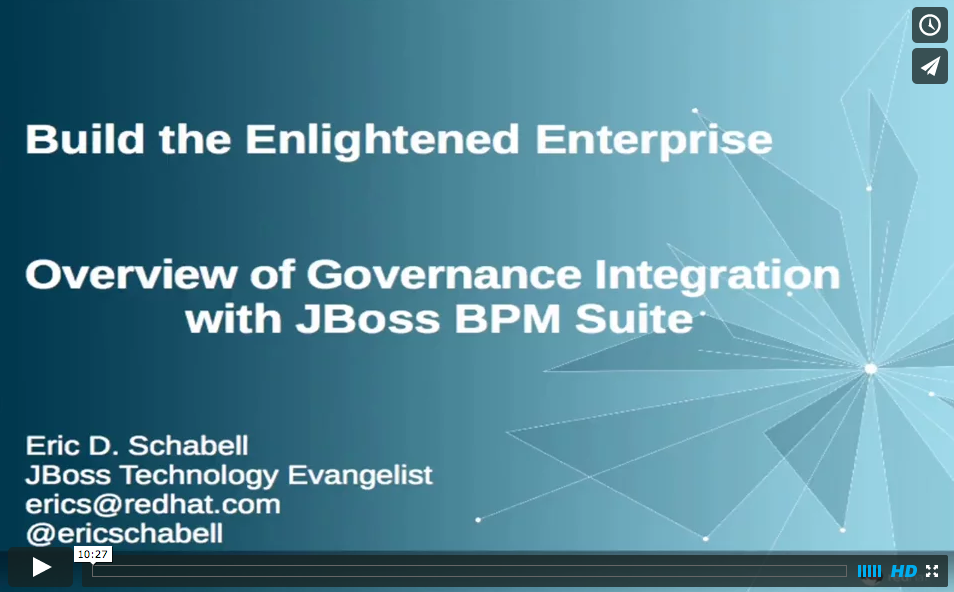 Build the Enlightened Enterprise
Overview of Governance Integration
with JBoss BPM Suite
Eric D. Schabell
JBoss Technology Evangelist
erics@redhat.com
@ericschabell
10:27
HD